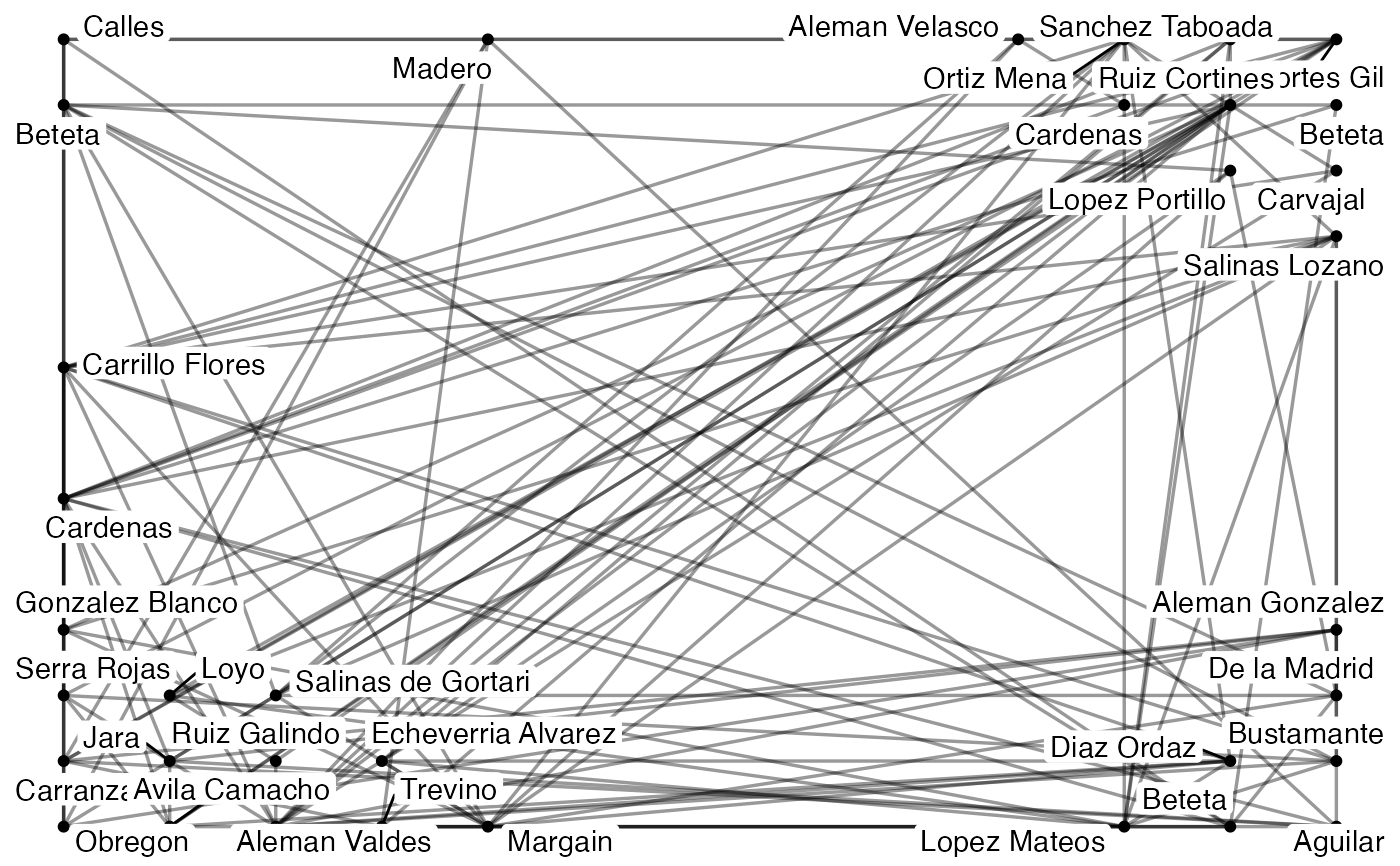 Calles
Aleman Velasco
Sanchez Taboada
Madero
Ortiz Mena
Ruiz Cortines
ortes Gil
Beteta
Cardenas
Beteta
Lopez Portillo
Carvajal
Salinas Lozano
Carrillo Flores
Cardenas
Gonzalez Blanco
Aleman Gonzalez
Serra Rojas
Loyo
Salinas de Gortari
De la Madrid
Jara
Ruiz Galindo
Echeverria Alvarez
Diaz Ordaz
Bustamante
Carranza
Avila Camacho
Trevino
Beteta
Obregon
Aleman Valdes
Margain
Lopez Mateos
Aguilar